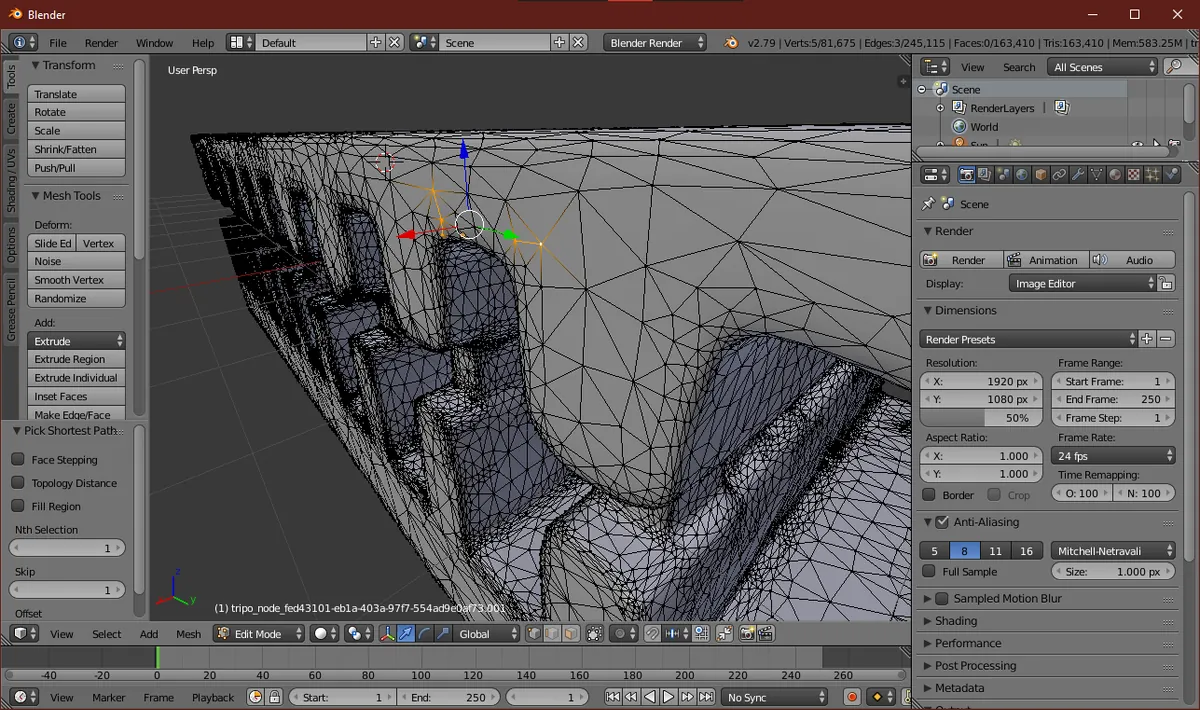 Blender
File Render Window Help Default Scene Blender Render v2.79 | Verts:5/81,675 | Edges:3/245,115 | Faces:0/163,410 | Tris:163,410 | Mem:583.25M | tr
Tools
Create
Shading / UVs
Options
Grease Pencil
Transform
Translate
Rotate
Scale
Shrink/Fatten
Push/Pull
Mesh Tools
Deform:
Slide Ed Vertex
Noise
Smooth Vertex
Randomize
Add:
Extrude
Extrude Region
Extrude Individual
Inset Faces
Make Edge/Face
Pick Shortest Path
Face Stepping
Topology Distance
Fill Region
Nth Selection
1
Skip
1
Offset
User Persp
z
y
(1) tripo_node_fed43101-eb1a-403a-97f7-554ad9e0af73.001
View Select Add Mesh Edit Mode Global
-40 -20 0 20 40 60 80 100 120 140 160 180 200 220 240 260
View Marker Frame Playback Start: 1 End: 250 1 No Sync
View Search All Scenes
Scene
RenderLayers |
World
Sun
Scene
Render
Render Animation Audio
Display: Image Editor
Dimensions
Render Presets
Resolution: Frame Range:
X: 1920 px Start Frame: 1
Y: 1080 px End Frame: 250
50% Frame Step: 1
Aspect Ratio: Frame Rate:
X: 1.000 24 fps
Y: 1.000 Time Remapping:
Border Crop O: 100 N: 100
Anti-Aliasing
5 8 11 16 Mitchell-Netravali
Full Sample Size: 1.000 px
Sampled Motion Blur
Shading
Performance
Post Processing
Metadata